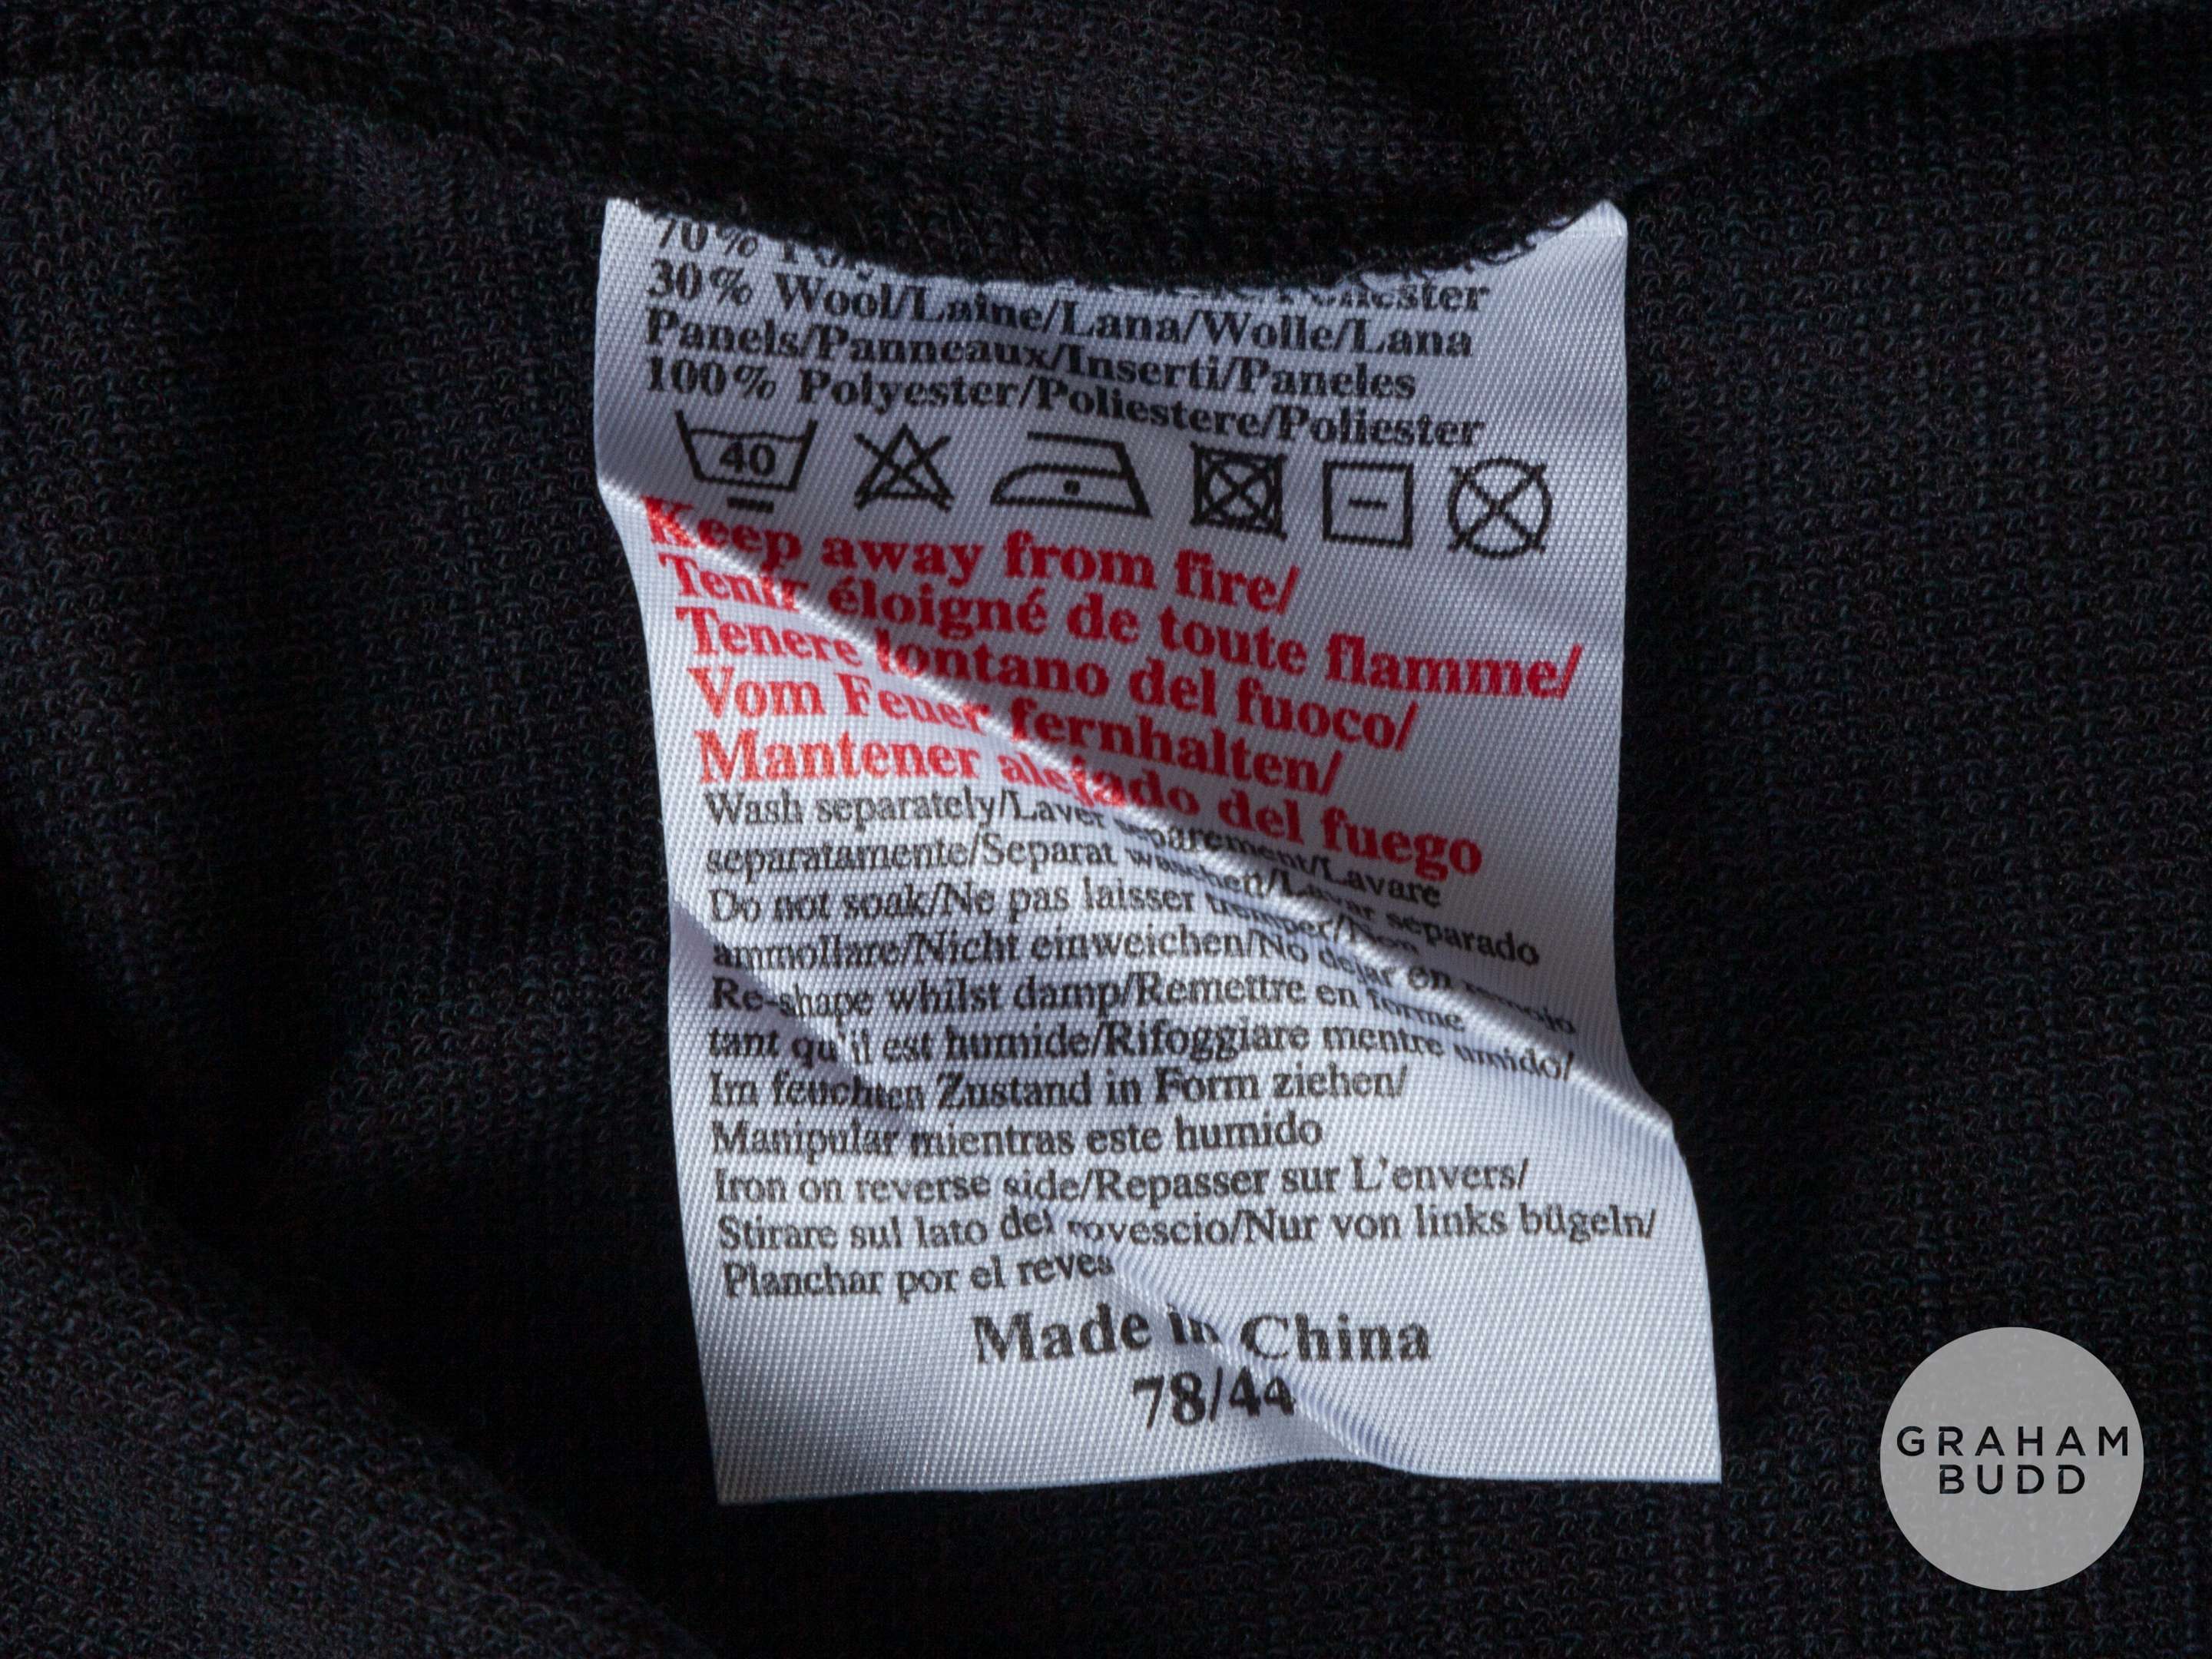 70%
30% Wool/Laine/Lana/Wolle/Lana
Panels/Panneaux/Inserti/Paneles
100% Polyester/Poliestere/Poliester
40
Keep away from fire/
Tenir éloigné de toute flamme/
Tenere lontano del fuoco/
Vom Feuer fernhalten/
Mantener alejado del fuego
Wash separately/Laver separement/Lavare
separatamente/Separat waschen/Lavar separado
Do not soak/Ne pas laisser tremper/Non
ammollare/Nicht einweichen/No dejar en remojo
Re-shape whilst damp/Remettre en forme
tant qu'il est humide/Rifoggiare mentre umido/
Im feuchten Zustand in Form ziehen/
Manipular mientras este humido
Iron on reverse side/Repasser sur L'envers/
Stirare sul lato del rovescio/Nur von links bügeln/
Planchar por el reves
Made in China
78/44
GRAHAM
BUDD